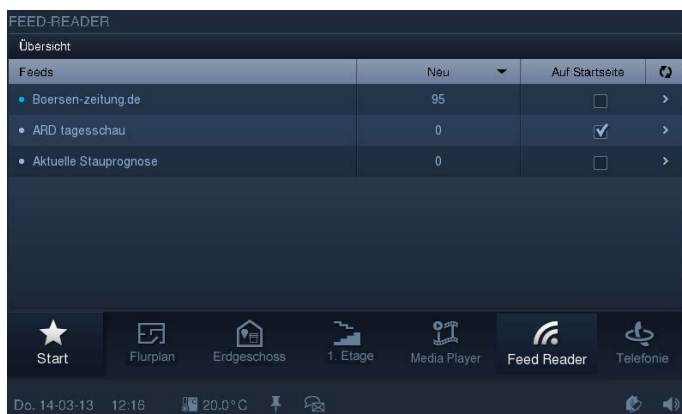 FEED-READER
Übersicht
Feeds Neu Auf Startseite
Boersen-zeitung.de 95
ARD tagesschau 0
Aktuelle Stauprognose 0
Start Flurplan Erdgeschoss 1. Etage Media Player Feed Reader Telefonie
Do. 14-03-13 12:16 20.0°C